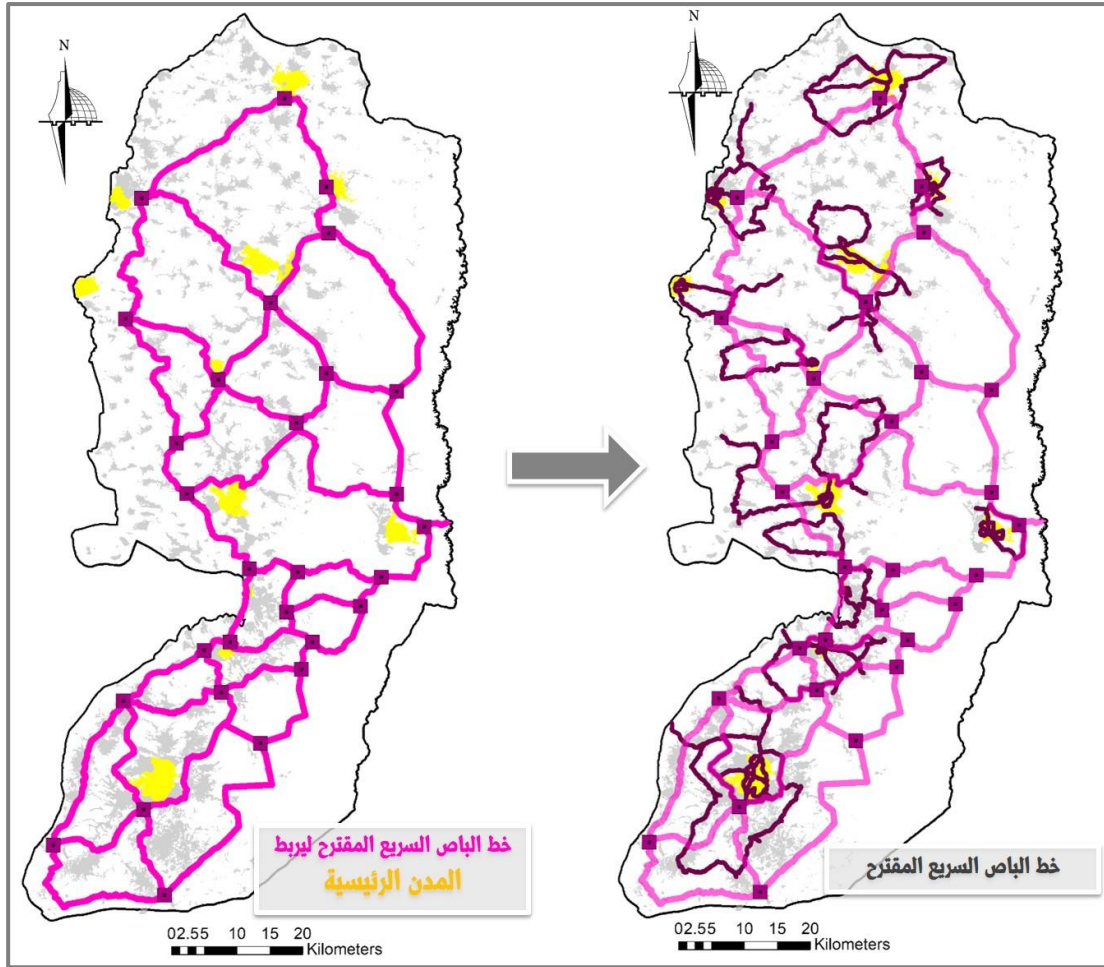 N
N
خط الباص السريع المقترح ليربط
المدن الرئيسية
خط الباص السريع المقترح
02.55 10 15 20
Kilometers
02.55 10 15 20
Kilometers